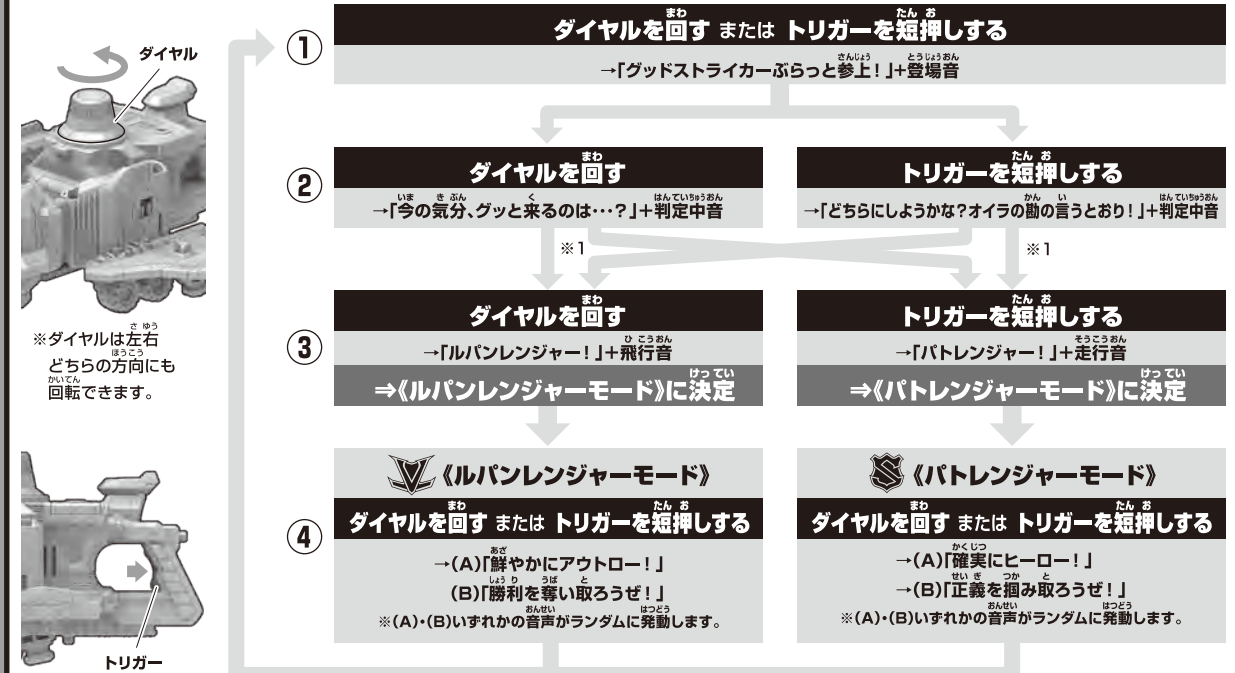 ダイヤル
※ダイヤルは左右
どちらの方向にも
回転できます。
トリガー
①
ダイヤルを回す または トリガーを短押しする
→「グッドストライカーぶらっと参上!」+登場音
②
ダイヤルを回す
→「今の気分、グッと来るのは…?」+判定中音
トリガーを短押しする
→「どちらにしようかな?オイラの勘の言うとおり!」+判定中音
※1
※1
③
ダイヤルを回す
→「ルパンレンジャー!」+飛行音
⇒《ルパンレンジャーモード》に決定
トリガーを短押しする
→「パトレンジャー!」+走行音
⇒《パトレンジャーモード》に決定
④
《ルパンレンジャーモード》
ダイヤルを回す または トリガーを短押しする
→(A)「鮮やかにアウトロー!」
(B)「勝利を奪い取ろうぜ!」
※(A)・(B)いずれかの音声がランダムに発動します。
《パトレンジャーモード》
ダイヤルを回す または トリガーを短押しする
→(A)「確実にヒーロー!」
→(B)「正義を掴み取ろうぜ!」
※(A)・(B)いずれかの音声がランダムに発動します。